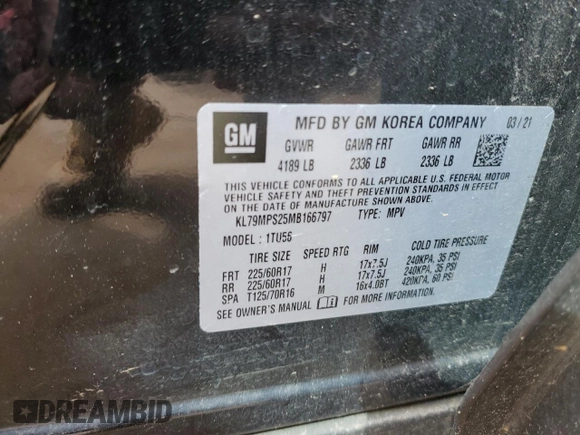 GM
MFD BY GM KOREA COMPANY 03/21
GVWR GAWR FRT GAWR RR
4189 LB 2336 LB 2336 LB
THIS VEHICLE CONFORMS TO ALL APPLICABLE U.S. FEDERAL MOTOR
VEHICLE SAFETY AND THEFT PREVENTION STANDARDS IN EFFECT
ON THE DATE OF MANUFACTURE SHOWN ABOVE.
KL79MPS25MB166797 TYPE: MPV
MODEL: 1TU56
TIRE SIZE SPEED RTG RIM COLD TIRE PRESSURE
FRT 225/60R17 H 17x7.5J 240KPA, 35 PSI
RR 225/60R17 H 17x7.5J 240KPA, 35 PSI
SPA T125/70R16 M 16x4.0BT 420KPA, 60 PSI
SEE OWNER'S MANUAL FOR MORE INFORMATION.
DREAMBID